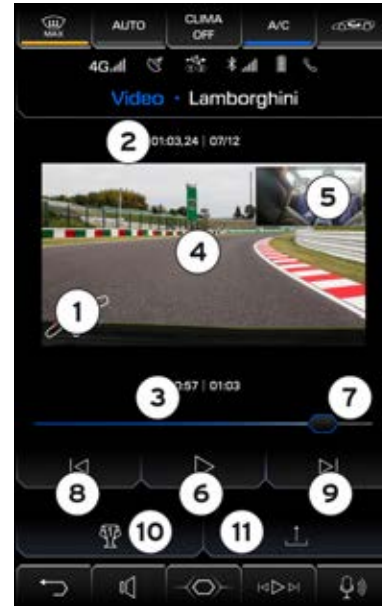 MAX
AUTO
CLIMA
OFF
A/C
4G
Video • Lamborghini
2
01:03,24 | 07/12
5
4
1
:57 | 01:03
3
7
8
6
9
10
11